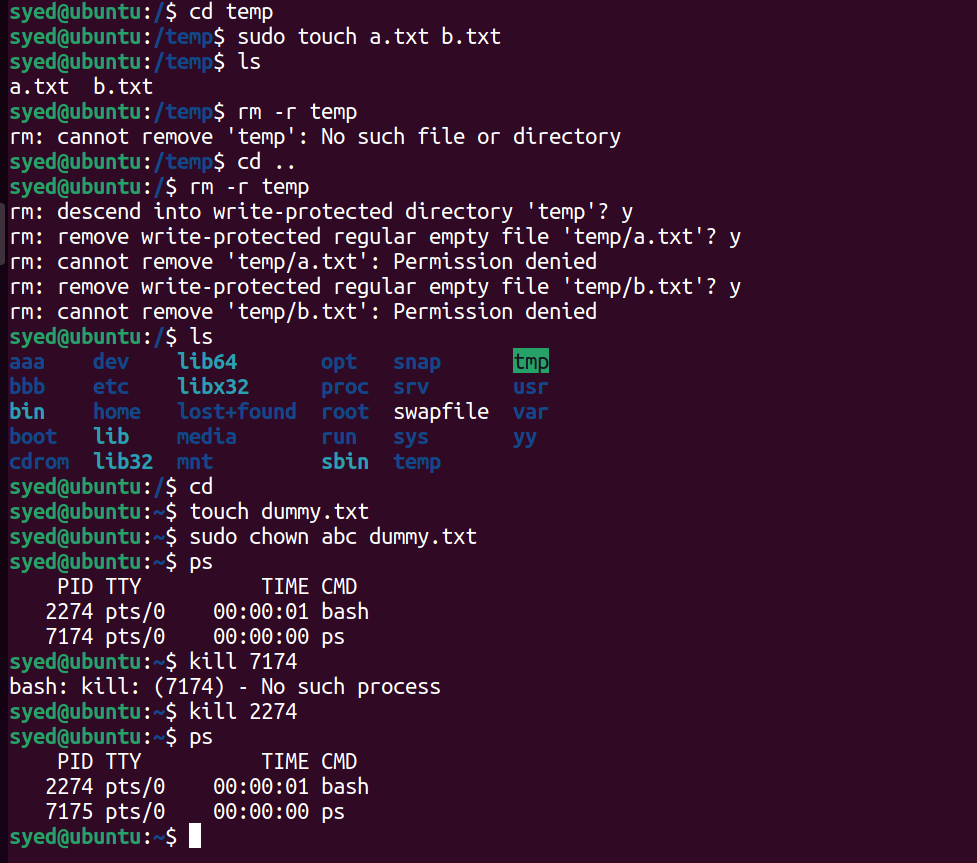 syed@ubuntu:/$ cd temp
syed@ubuntu:/temp$ sudo touch a.txt b.txt
syed@ubuntu:/temp$ ls
a.txt  b.txt
syed@ubuntu:/temp$ rm -r temp
rm: cannot remove 'temp': No such file or directory
syed@ubuntu:/temp$ cd ..
syed@ubuntu:/$ rm -r temp
rm: descend into write-protected directory 'temp'? y
rm: remove write-protected regular empty file 'temp/a.txt'? y
rm: cannot remove 'temp/a.txt': Permission denied
rm: remove write-protected regular empty file 'temp/b.txt'? y
rm: cannot remove 'temp/b.txt': Permission denied
syed@ubuntu:/$ ls
aaa    dev    lib64       opt   snap      tmp
bbb    etc    libx32      proc  srv       usr
bin    home   lost+found  root  swapfile  var
boot   lib    media       run   sys       yy
cdrom  lib32  mnt         sbin  temp
syed@ubuntu:/$ cd
syed@ubuntu:~$ touch dummy.txt
syed@ubuntu:~$ sudo chown abc dummy.txt
syed@ubuntu:~$ ps
    PID TTY          TIME CMD
   2274 pts/0    00:00:01 bash
   7174 pts/0    00:00:00 ps
syed@ubuntu:~$ kill 7174
bash: kill: (7174) - No such process
syed@ubuntu:~$ kill 2274
syed@ubuntu:~$ ps
    PID TTY          TIME CMD
   2274 pts/0    00:00:01 bash
   7175 pts/0    00:00:00 ps
syed@ubuntu:~$